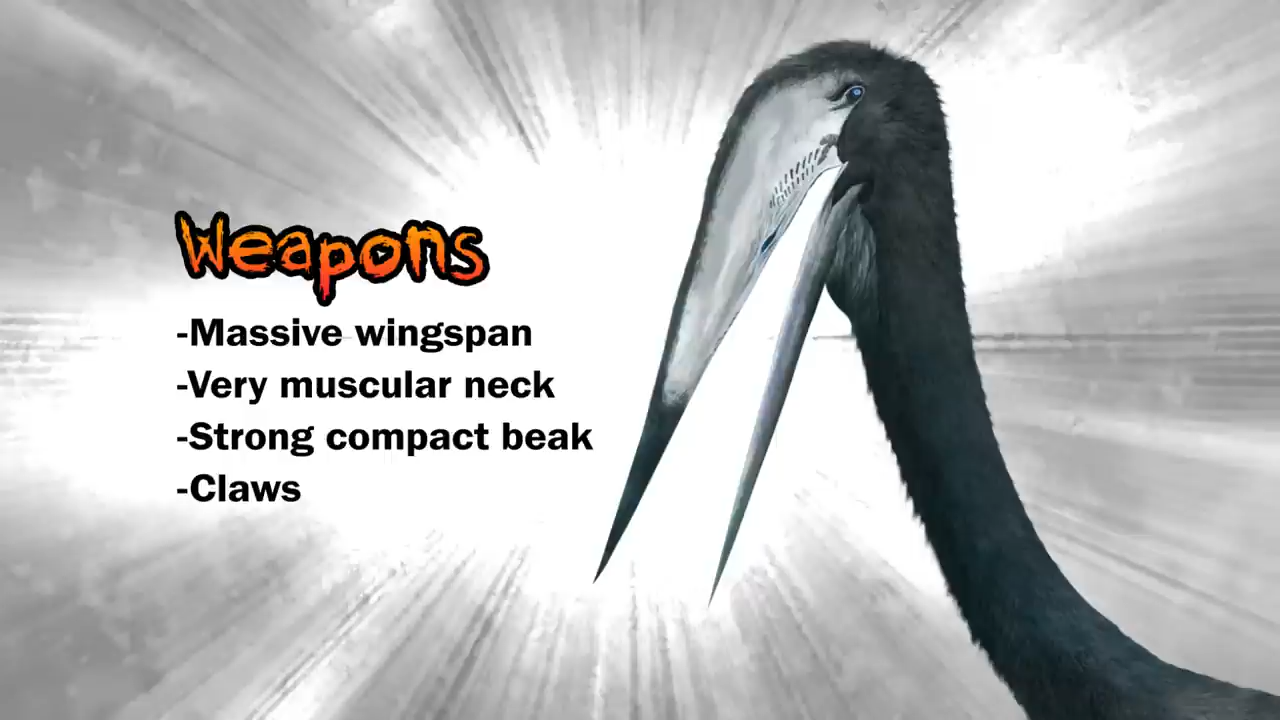 Weapons
-Massive wingspan
-Very muscular neck
-Strong compact beak
-Claws